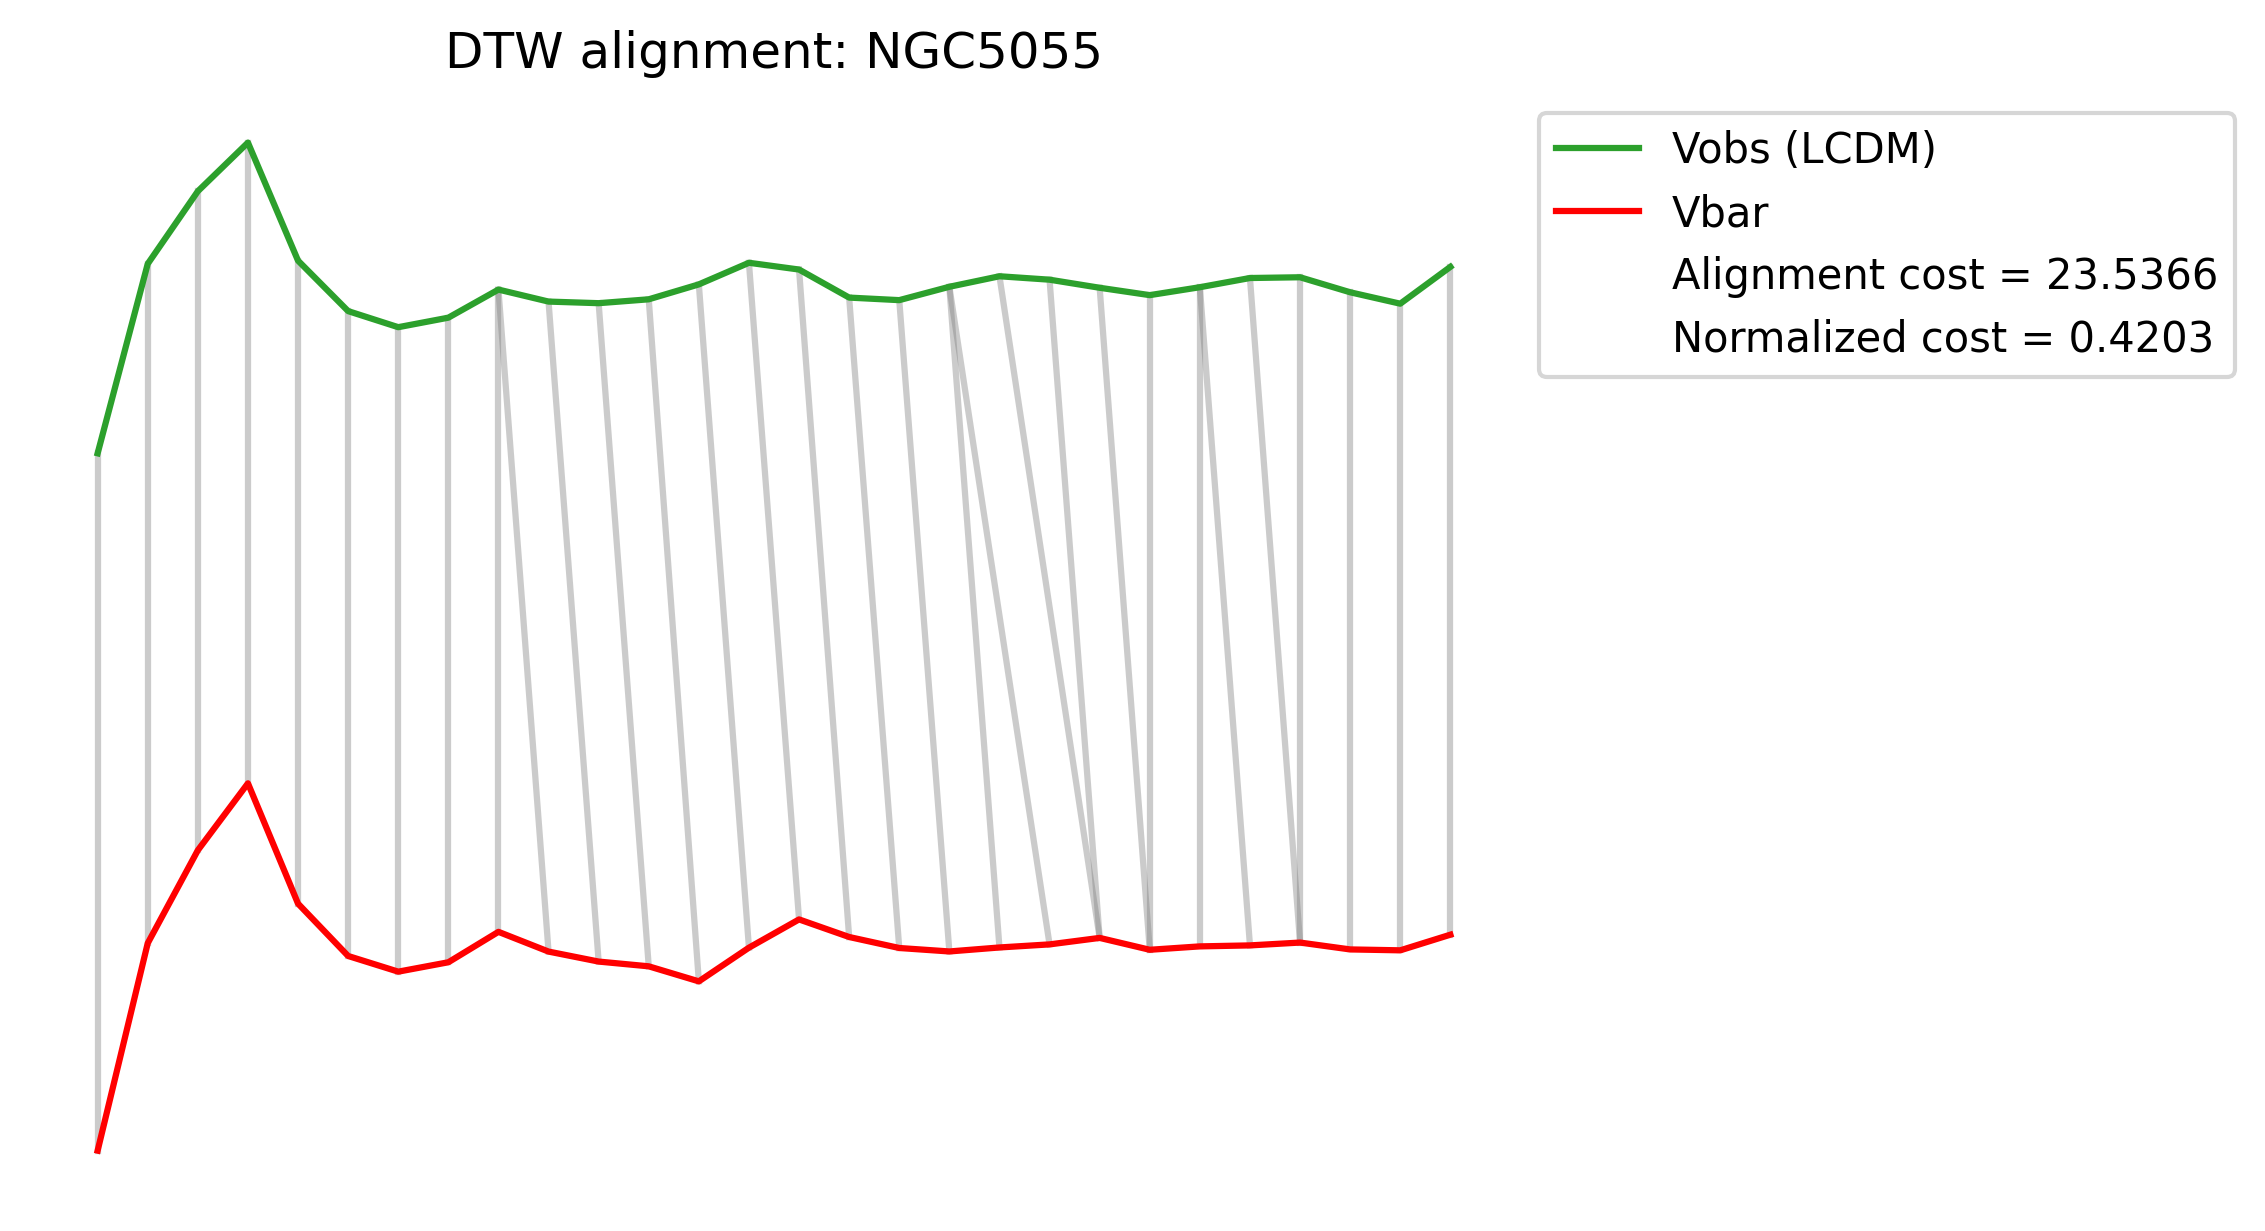 DTW alignment: NGC5055
Vobs (LCDM)
Vbar
Alignment cost = 23.5366
Normalized cost = 0.4203